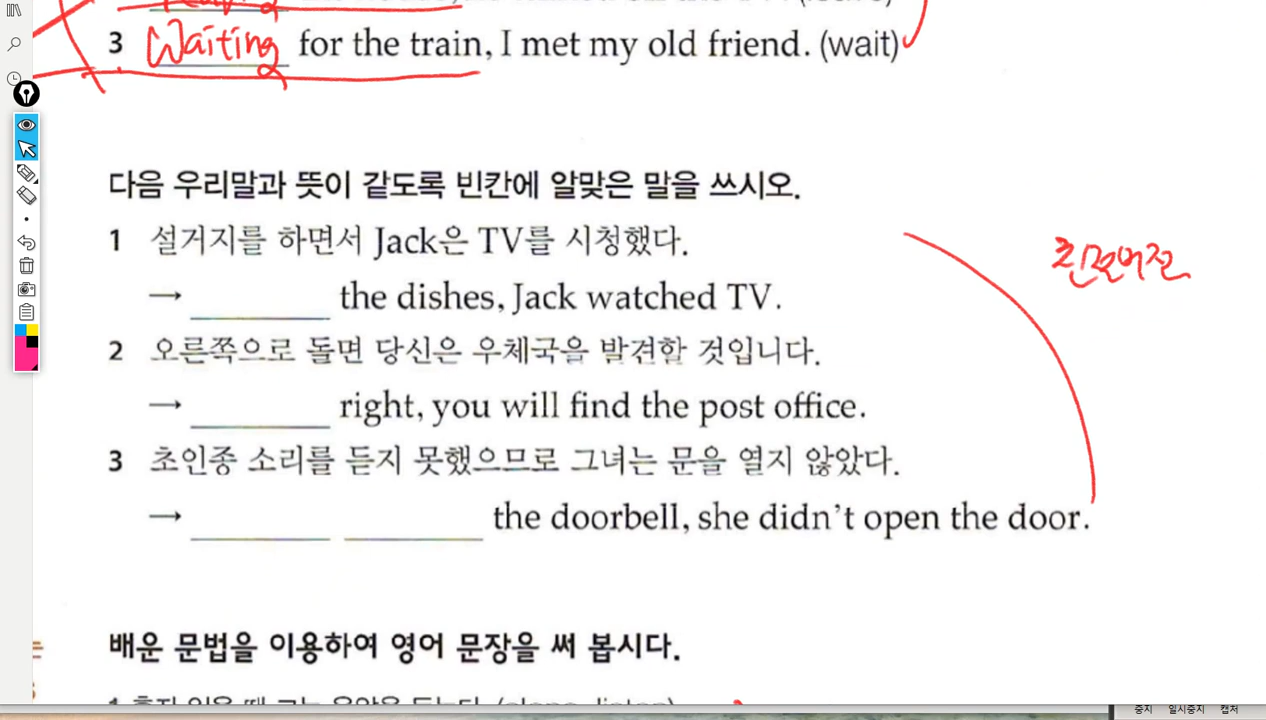 3 Waiting for the train, I met my old friend. (wait)
다음 우리말과 뜻이 같도록 빈칸에 알맞은 말을 쓰시오.
1 설거지를 하면서 Jack은 TV를 시청했다.
→ ________ the dishes, Jack watched TV.
친절버전
2 오른쪽으로 돌면 당신은 우체국을 발견할 것입니다.
→ ________ right, you will find the post office.
3 초인종 소리를 듣지 못했으므로 그녀는 문을 열지 않았다.
→ ________ ________ the doorbell, she didn't open the door.
배운 문법을 이용하여 영어 문장을 써 봅시다.
중지 일시중지 캡처